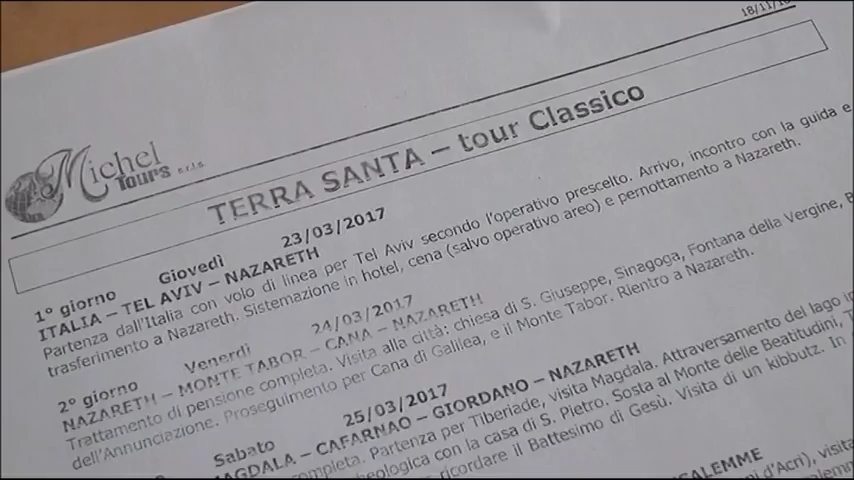 18/11/
Michel
Tours s.r.l.s.
TERRA SANTA – tour Classico
1° giorno Giovedì 23/03/2017
ITALIA – TEL AVIV – NAZARETH
Partenza dall'Italia con volo di linea per Tel Aviv secondo l'operativo prescelto. Arrivo, incontro con la guida e
trasferimento a Nazareth. Sistemazione in hotel, cena (salvo operativo areo) e pernottamento a Nazareth.
2° giorno Venerdì 24/03/2017
NAZARETH – MONTE TABOR – CANA – NAZARETH
Trattamento di pensione completa. Visita alla città: chiesa di S. Giuseppe, Sinagoga, Fontana della Vergine, B
dell'Annunciazione. Proseguimento per Cana di Galilea, e il Monte Tabor. Rientro a Nazareth.
Sabato 25/03/2017
MAGDALA – CAFARNAO – GIORDANO – NAZARETH
completa. Partenza per Tiberiade, visita Magdala. Attraversamento del lago
con la casa di S. Pietro. Sosta al Monte delle Beatitudini, T
ricordare il Battesimo di Gesù. Visita di un kibbutz. In
SALEMME
d'Acri), visita